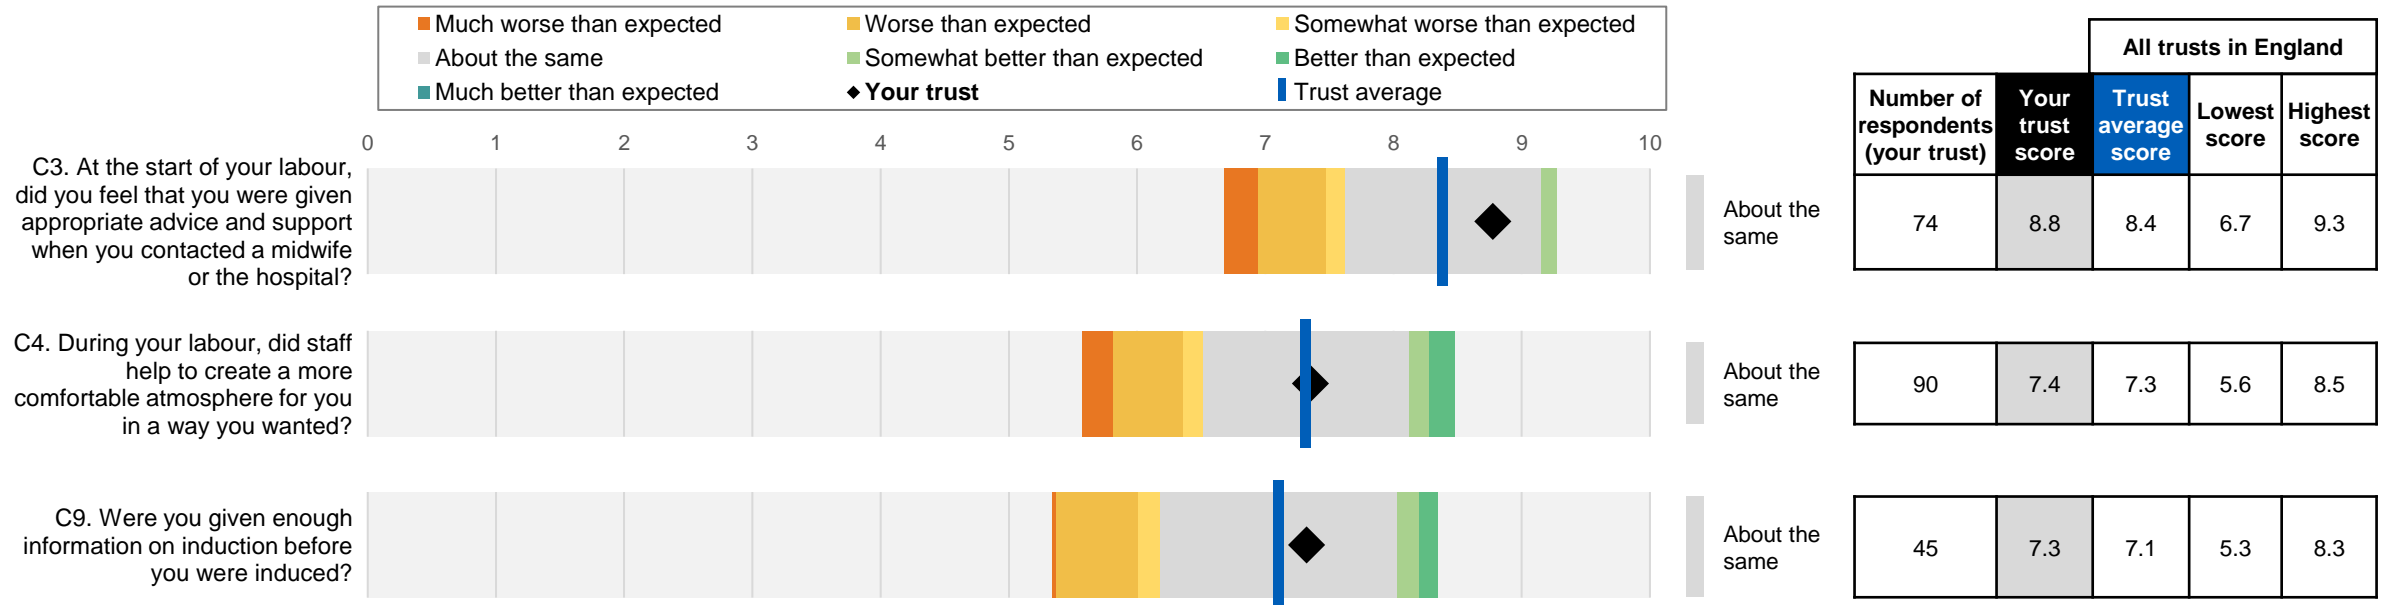 Much worse than expected
Worse than expected
Somewhat worse than expected
About the same
Somewhat better than expected
Better than expected
Much better than expected
Your trust
Trust average
All trusts in England
Number of
respondents
(your trust)
Your
trust
score
Trust
average
score
Lowest
score
Highest
score
0 1 2 3 4 5 6 7 8 9 10
C3. At the start of your labour,
did you feel that you were given
appropriate advice and support
when you contacted a midwife
or the hospital?
About the
same
74 8.8 8.4 6.7 9.3
C4. During your labour, did staff
help to create a more
comfortable atmosphere for you
in a way you wanted?
About the
same
90 7.4 7.3 5.6 8.5
C9. Were you given enough
information on induction before
you were induced?
About the
same
45 7.3 7.1 5.3 8.3